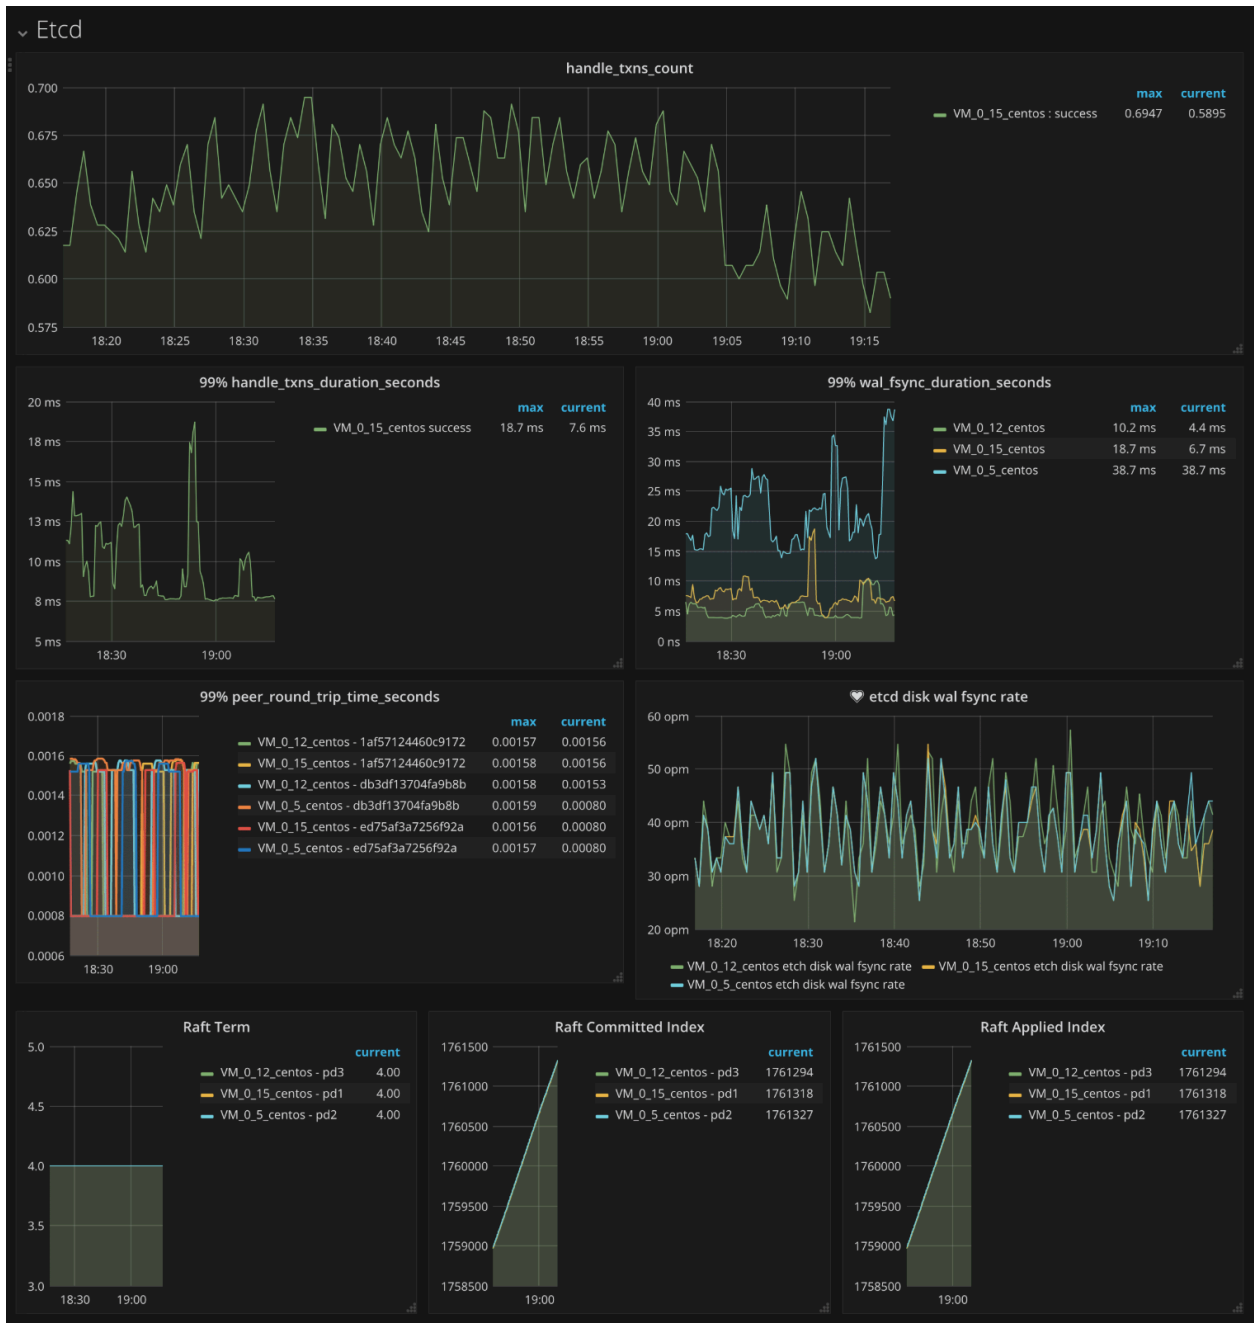 Etcd
handle_txns_count
0.700
0.675
0.650
0.625
0.600
0.575
18:20 18:25 18:30 18:35 18:40 18:45 18:50 18:55 19:00 19:05 19:10 19:15
max current
VM_0_15_centos : success 0.6947 0.5895
99% handle_txns_duration_seconds
20 ms
18 ms
15 ms
13 ms
10 ms
8 ms
5 ms
18:30 19:00
max current
VM_0_15_centos success 18.7 ms 7.6 ms
99% wal_fsync_duration_seconds
40 ms
35 ms
30 ms
25 ms
20 ms
15 ms
10 ms
5 ms
0 ns
18:30 19:00
max current
VM_0_12_centos 10.2 ms 4.4 ms
VM_0_15_centos 18.7 ms 6.7 ms
VM_0_5_centos 38.7 ms 38.7 ms
99% peer_round_trip_time_seconds
0.0018
0.0016
0.0014
0.0012
0.0010
0.0008
0.0006
18:30 19:00
max current
VM_0_12_centos - 1af57124460c9172 0.00157 0.00156
VM_0_15_centos - 1af57124460c9172 0.00158 0.00156
VM_0_12_centos - db3df13704fa9b8b 0.00158 0.00153
VM_0_5_centos - db3df13704fa9b8b 0.00159 0.00080
VM_0_15_centos - ed75af3a7256f92a 0.00156 0.00080
VM_0_5_centos - ed75af3a7256f92a 0.00157 0.00080
etcd disk wal fsync rate
60 opm
50 opm
40 opm
30 opm
20 opm
18:20 18:30 18:40 18:50 19:00 19:10
VM_0_12_centos etch disk wal fsync rate VM_0_15_centos etch disk wal fsync rate
VM_0_5_centos etch disk wal fsync rate
Raft Term
5.0
4.5
4.0
3.5
3.0
18:30 19:00
current
VM_0_12_centos - pd3 4.00
VM_0_15_centos - pd1 4.00
VM_0_5_centos - pd2 4.00
Raft Committed Index
1761500
1761000
1760500
1760000
1759500
1759000
1758500
19:00
current
VM_0_12_centos - pd3 1761294
VM_0_15_centos - pd1 1761318
VM_0_5_centos - pd2 1761327
Raft Applied Index
1761500
1761000
1760500
1760000
1759500
1759000
1758500
19:00
current
VM_0_12_centos - pd3 1761294
VM_0_15_centos - pd1 1761318
VM_0_5_centos - pd2 1761327